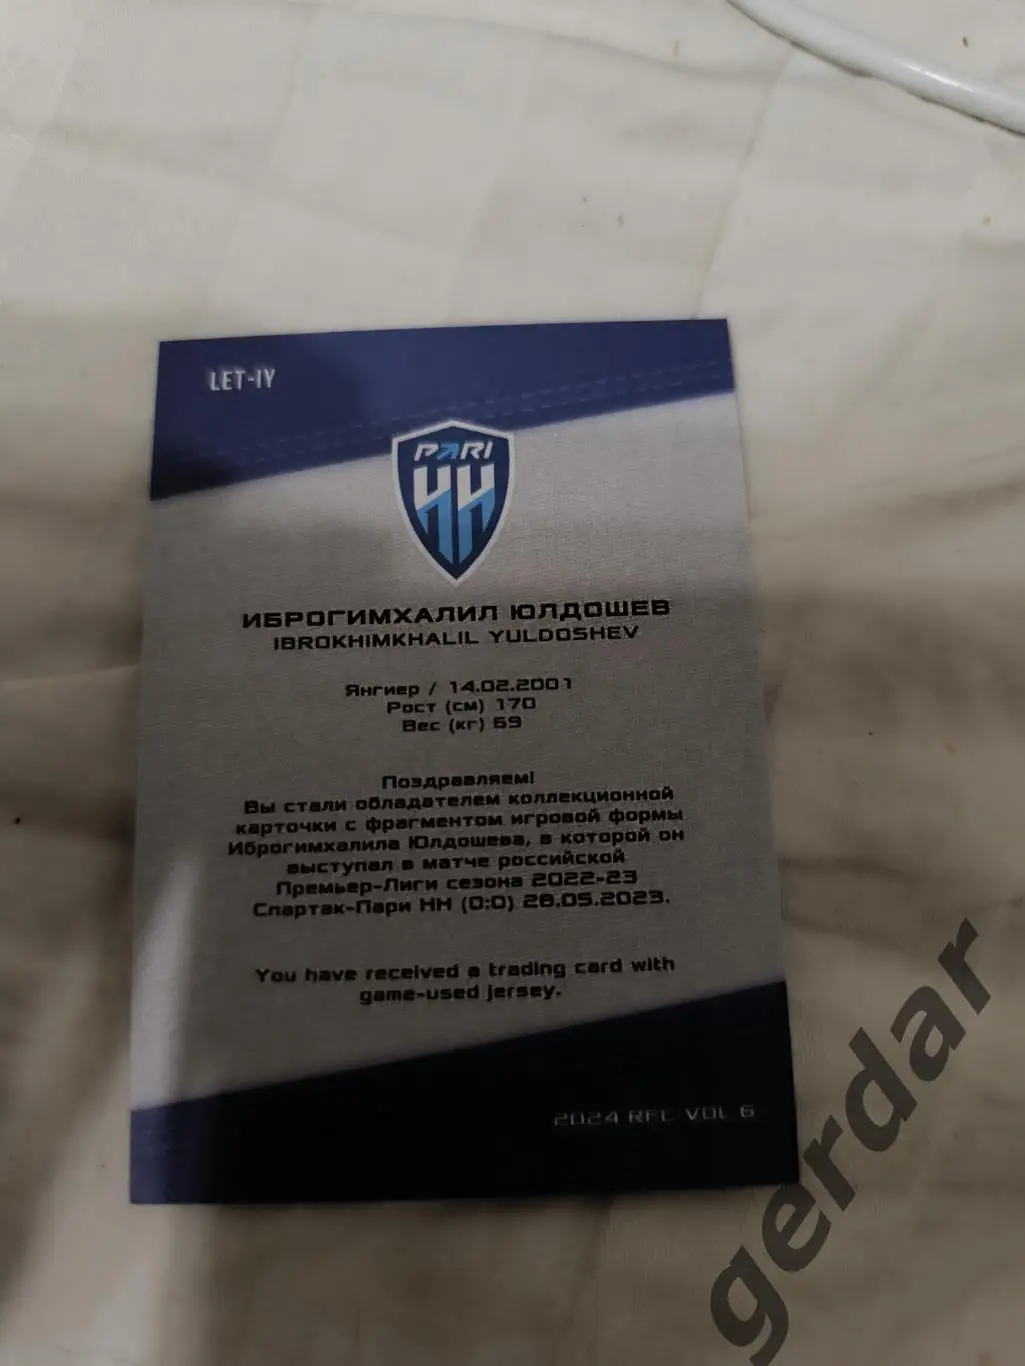 LET-IY
PARI
НН
ИБРОГИМХАЛИЛ ЮЛДОШЕВ
IBROKHIMKHALIL YULDOSHEV
Янгиер / 14.02.2001
Рост (см) 170
Вес (кг) 69
Поздравляем!
Вы стали обладателем коллекционной
карточки с фрагментом игровой формы
Иброгимхалила Юлдошева, в которой он
выступал в матче российской
Премьер-Лиги сезона 2022-23
Спартак-Пари НН (0:0) 28.05.2023.
You have received a trading card with
game-used jersey.
2024 RFC VOL 6
gerdar